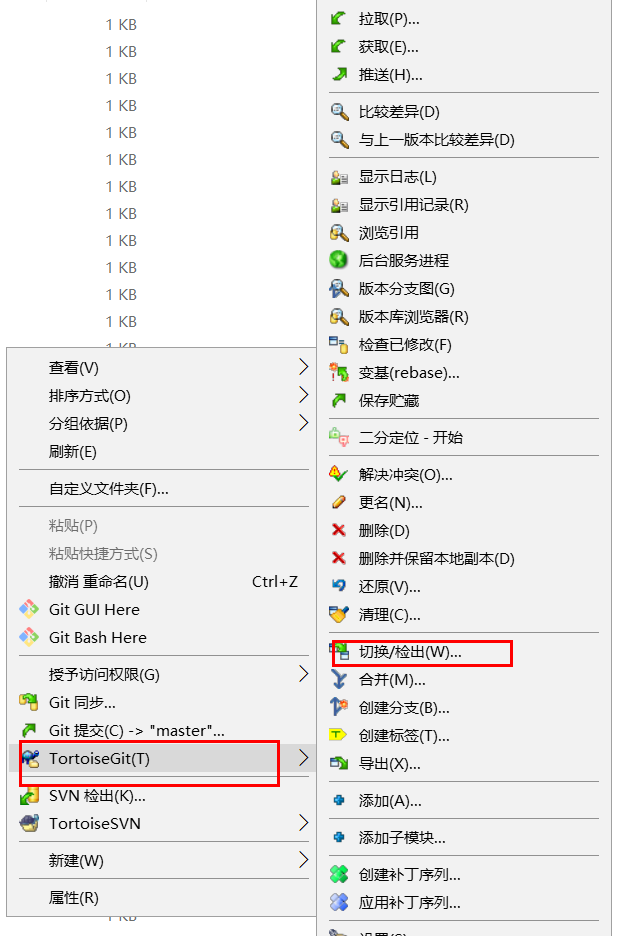 1 KB
1 KB
1 KB
1 KB
1 KB
1 KB
1 KB
1 KB
1 KB
1 KB
1 KB
1 KB
查看(V)
排序方式(O)
分组依据(P)
刷新(E)
自定义文件夹(F)...
粘贴(P)
粘贴快捷方式(S)
撤消 重命名(U) Ctrl+Z
Git GUI Here
Git Bash Here
授予访问权限(G)
Git 同步...
Git 提交(C) -> "master"...
TortoiseGit(T)
SVN 检出(K)...
TortoiseSVN
新建(W)
属性(R)
1 KB
拉取(P)...
获取(E)...
推送(H)...
比较差异(D)
与上一版本比较差异(D)
显示日志(L)
显示引用记录(R)
浏览引用
后台服务进程
版本分支图(G)
版本库浏览器(R)
检查已修改(F)
变基(rebase)...
保存贮藏
二分定位 - 开始
解决冲突(O)...
更名(N)...
删除(D)
删除并保留本地副本(D)
还原(V)...
清理(C)...
切换/检出(W)...
合并(M)...
创建分支(B)...
创建标签(T)...
导出(X)...
添加(A)...
添加子模块...
创建补丁序列...
应用补丁序列...